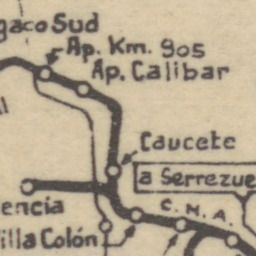 gaco Sud
Ap. Km. 905
Ap. Calibar
Caucete
a Serrezue
encia
C. N. A.
illa Colón